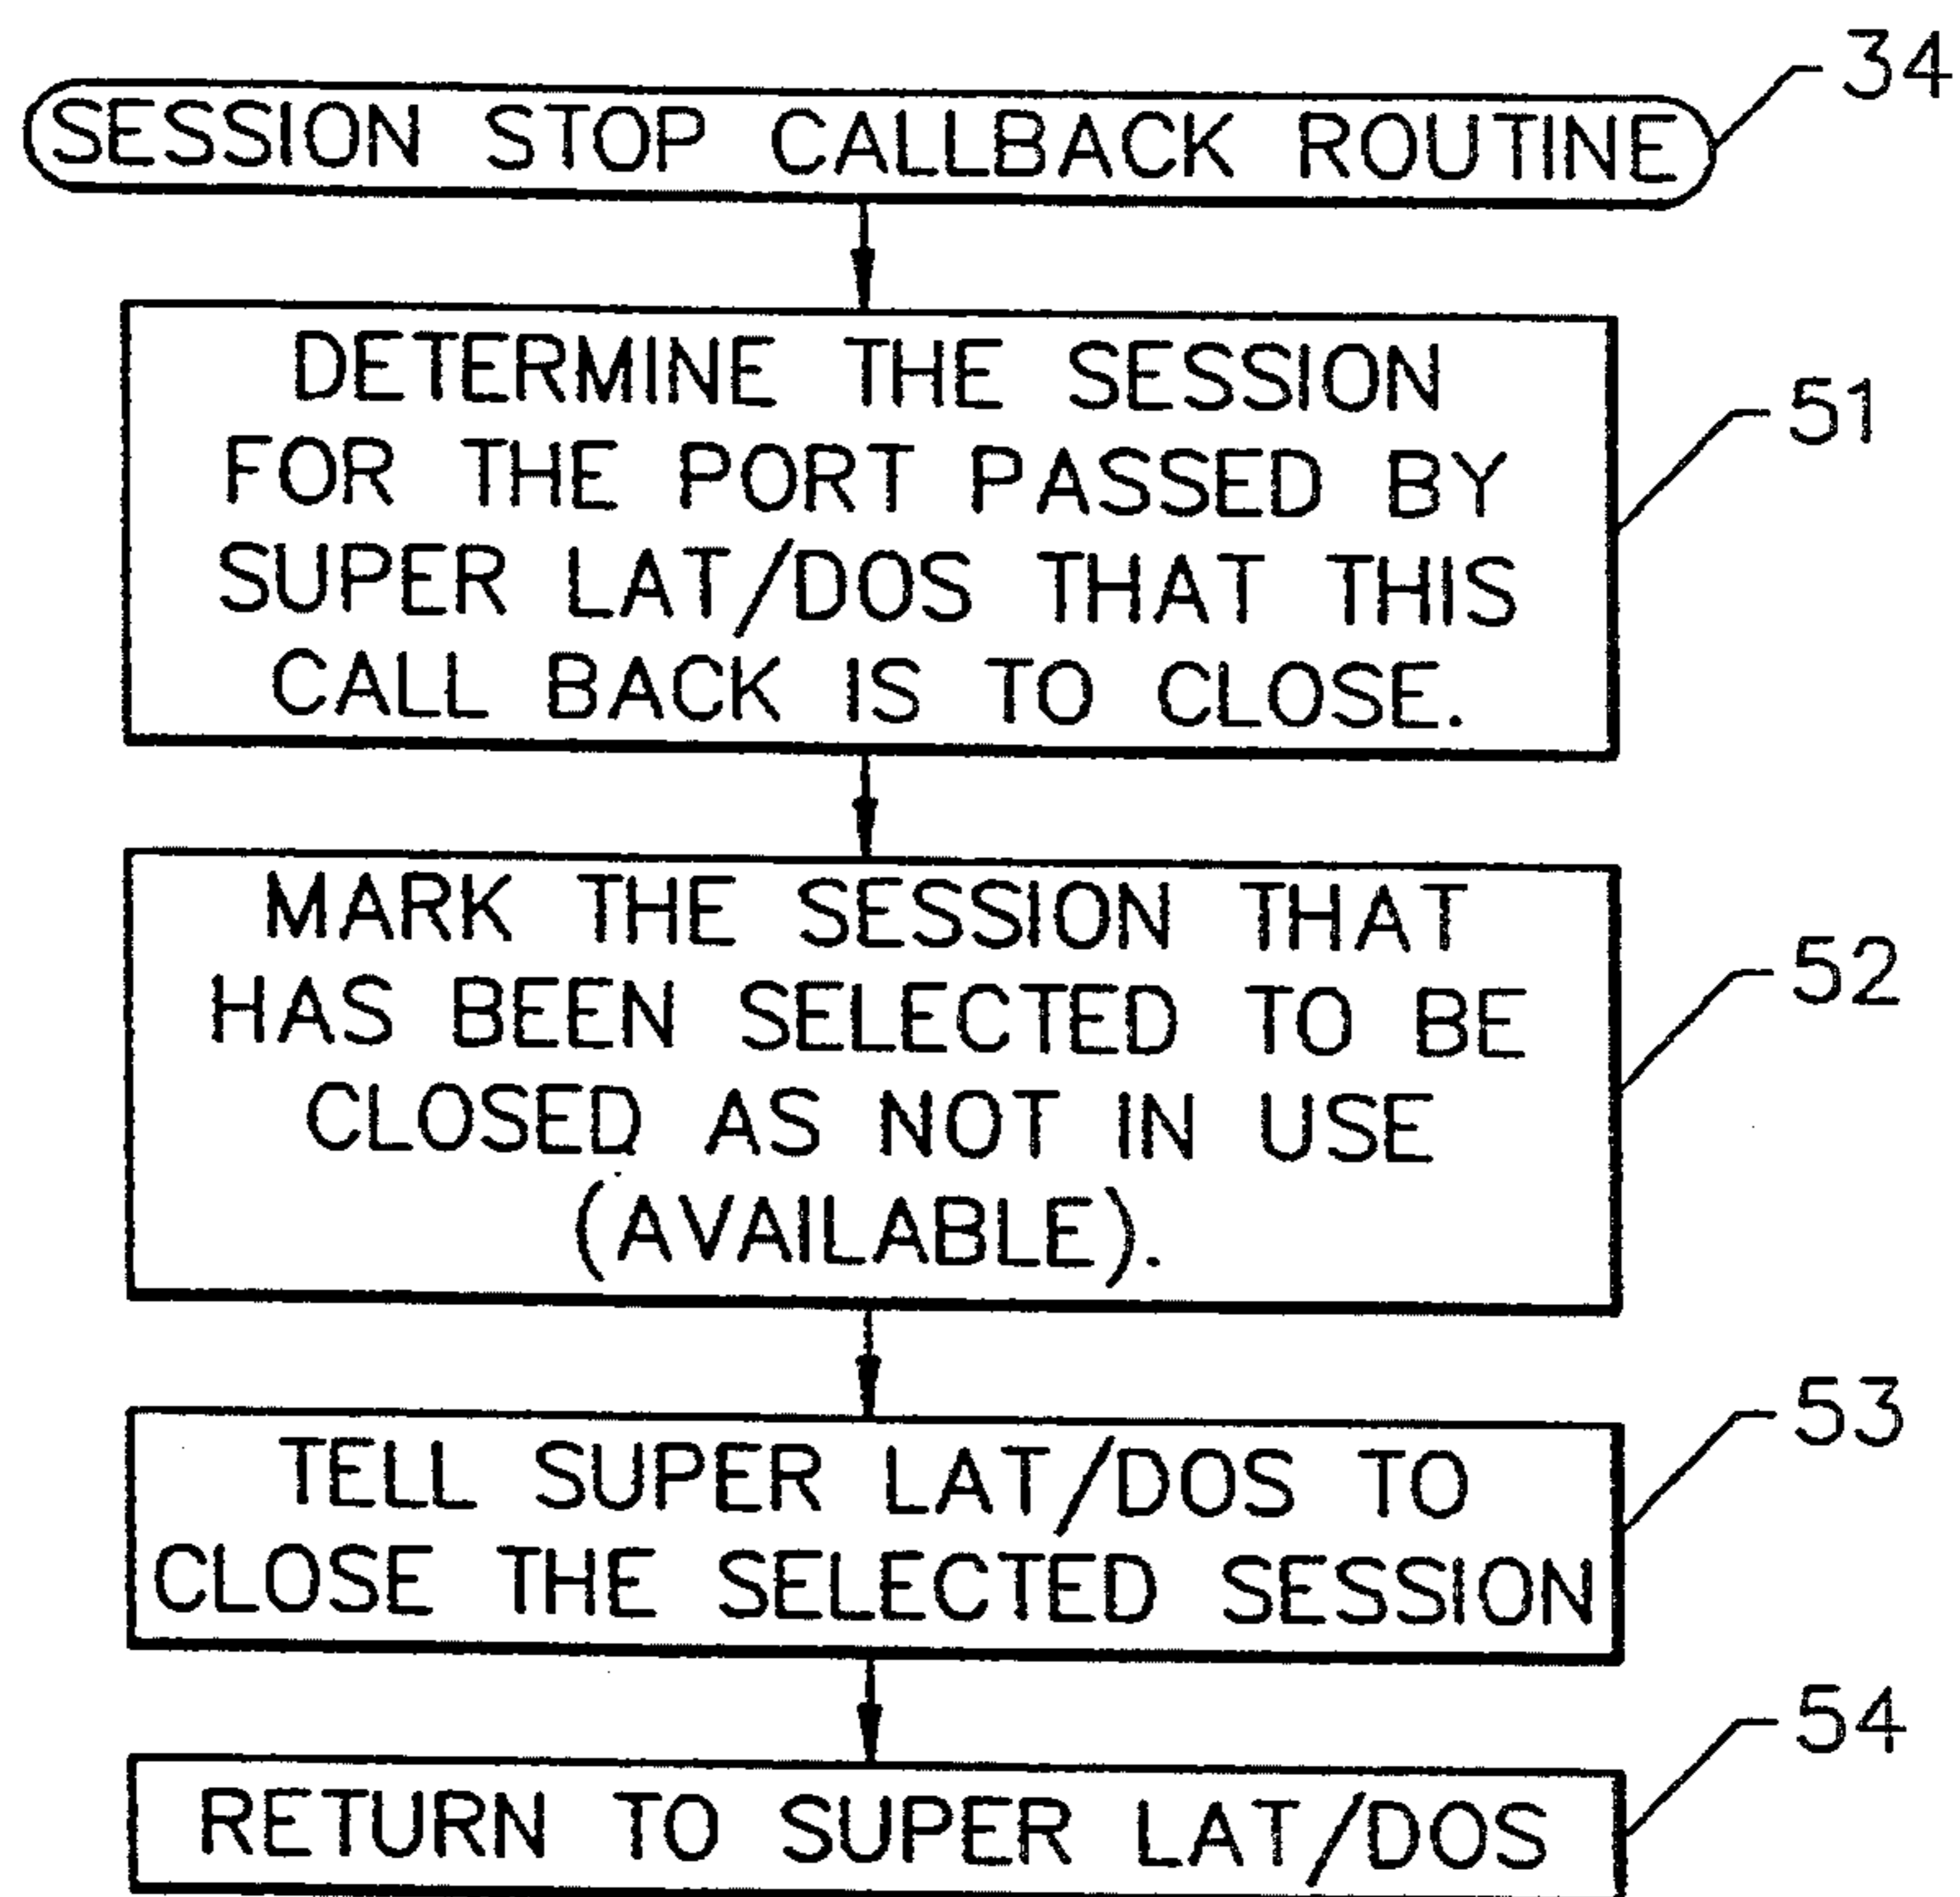 34
SESSION STOP CALLBACK ROUTINE
DETERMINE THE SESSION
FOR THE PORT PASSED BY
SUPER LAT/DOS THAT THIS
CALL BACK IS TO CLOSE.
51
MARK THE SESSION THAT
HAS BEEN SELECTED TO BE
CLOSED AS NOT IN USE
(AVAILABLE).
52
TELL SUPER LAT/DOS TO
CLOSE THE SELECTED SESSION
53
RETURN TO SUPER LAT/DOS
54